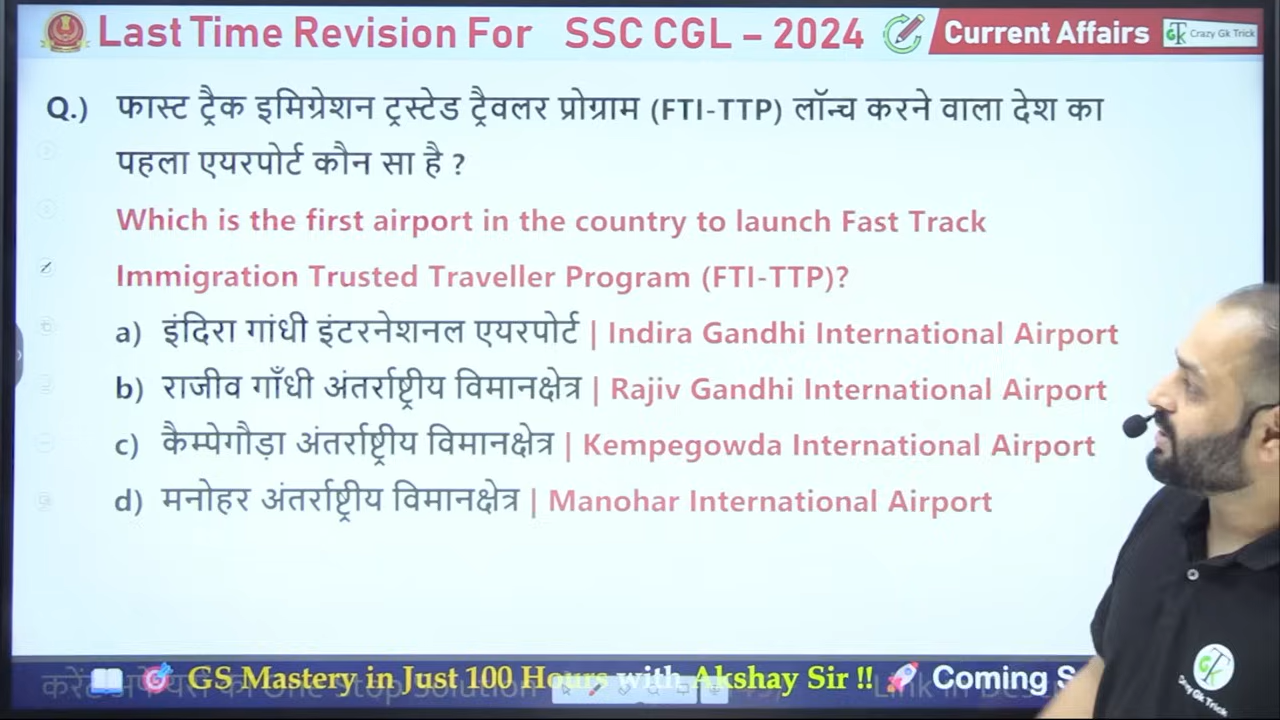 Last Time Revision For SSC CGL – 2024
Current Affairs
Crazy Gk Trick
Q.) फास्ट ट्रैक इमिग्रेशन ट्रस्टेड ट्रैवलर प्रोग्राम (FTI-TTP) लॉन्च करने वाला देश का
पहला एयरपोर्ट कौन सा है ?
Which is the first airport in the country to launch Fast Track
Immigration Trusted Traveller Program (FTI-TTP)?
a) इंदिरा गांधी इंटरनेशनल एयरपोर्ट | Indira Gandhi International Airport
b) राजीव गाँधी अंतर्राष्ट्रीय विमानक्षेत्र | Rajiv Gandhi International Airport
c) कैम्पेगौड़ा अंतर्राष्ट्रीय विमानक्षेत्र | Kempegowda International Airport
d) मनोहर अंतर्राष्ट्रीय विमानक्षेत्र | Manohar International Airport
GS Mastery in Just 100 Hours with Akshay Sir !! Coming S
Crazy Gk Trick